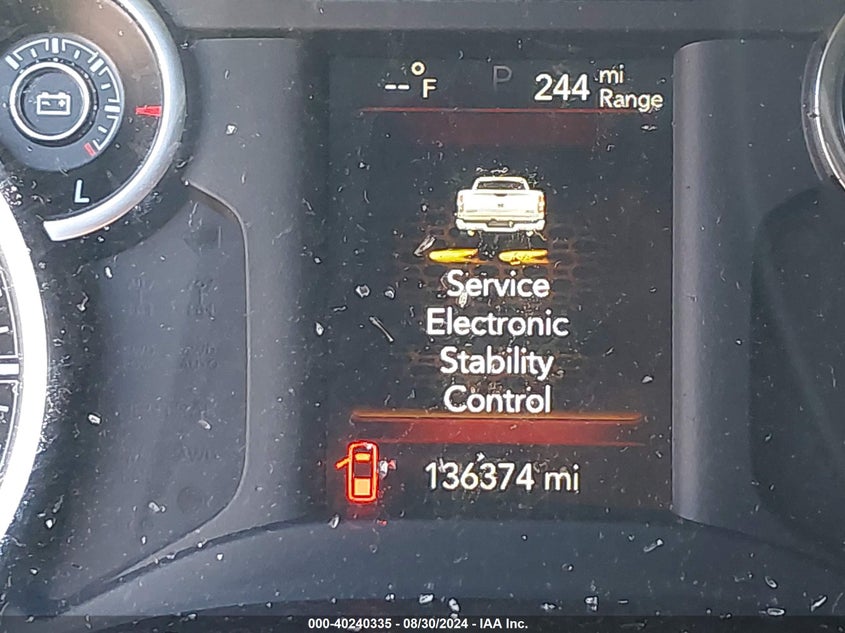 --°F P 244 mi Range
L
Service
Electronic
Stability
Control
136374 mi
000-40240335 - 08/30/2024 - IAA Inc.